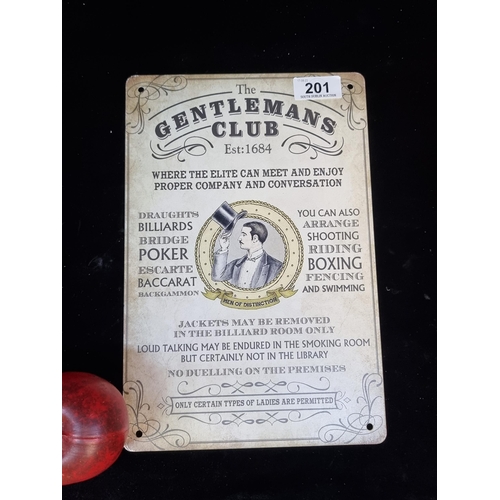 The
GENTLEMANS
CLUB
Est:1684
201
SOUTH DUBLIN AUCTION
WHERE THE ELITE CAN MEET AND ENJOY
PROPER COMPANY AND CONVERSATION
DRAUGHTS
BILLIARDS
BRIDGE
POKER
ESCARTE
BACCARAT
BACKGAMMON
MEN OF DISTINCTION
YOU CAN ALSO
ARRANGE
SHOOTING
RIDING
BOXING
FENCING
AND SWIMMING
JACKETS MAY BE REMOVED
IN THE BILLIARD ROOM ONLY
LOUD TALKING MAY BE ENDURED IN THE SMOKING ROOM
BUT CERTAINLY NOT IN THE LIBRARY
NO DUELLING ON THE PREMISES
ONLY CERTAIN TYPES OF LADIES ARE PERMITTED